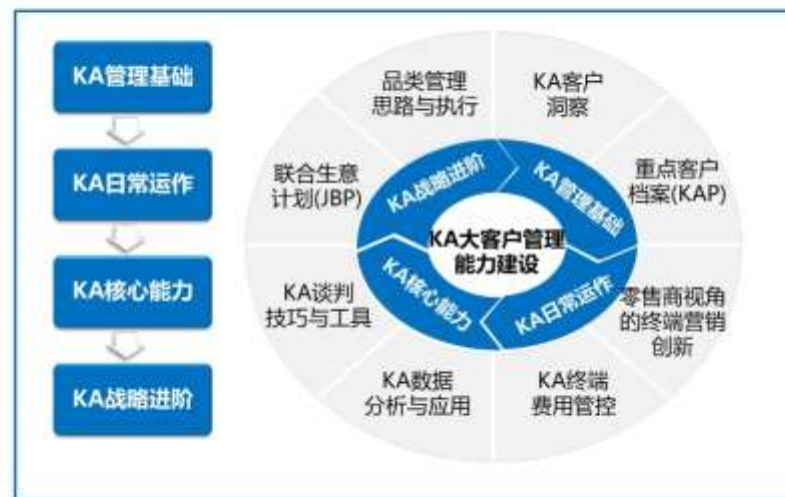 KA管理基础
KA日常运作
KA核心能力
KA战略进阶
品类管理
思路与执行
KA客户
洞察
联合生意
计划(JBP)
重点客户
档案(KAP)
KA战略进阶
KA管理基础
KA大客户管理
能力建设
KA核心能力
KA日常运作
KA谈判
技巧与工具
零售商视角
的终端营销
创新
KA数据
分析与应用
KA终端
费用管控